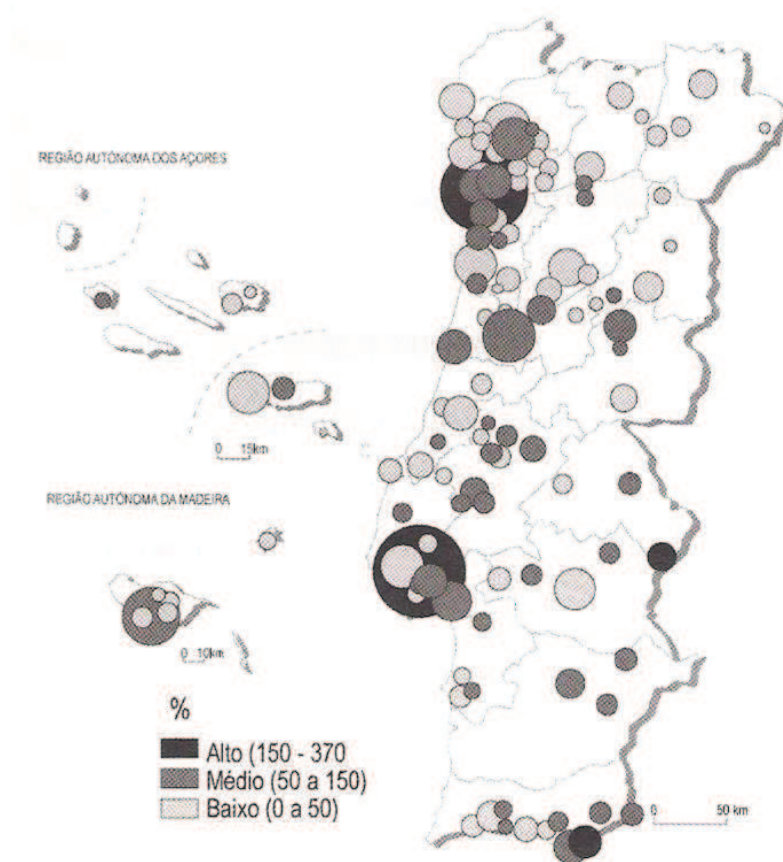 REGIÃO AUTÓNOMA DOS AÇORES
0 15km
REGIÃO AUTÓNOMA DA MADEIRA
0 10km
%
Alto (150 - 370
Médio (50 a 150)
Baixo (0 a 50)
0 50 km